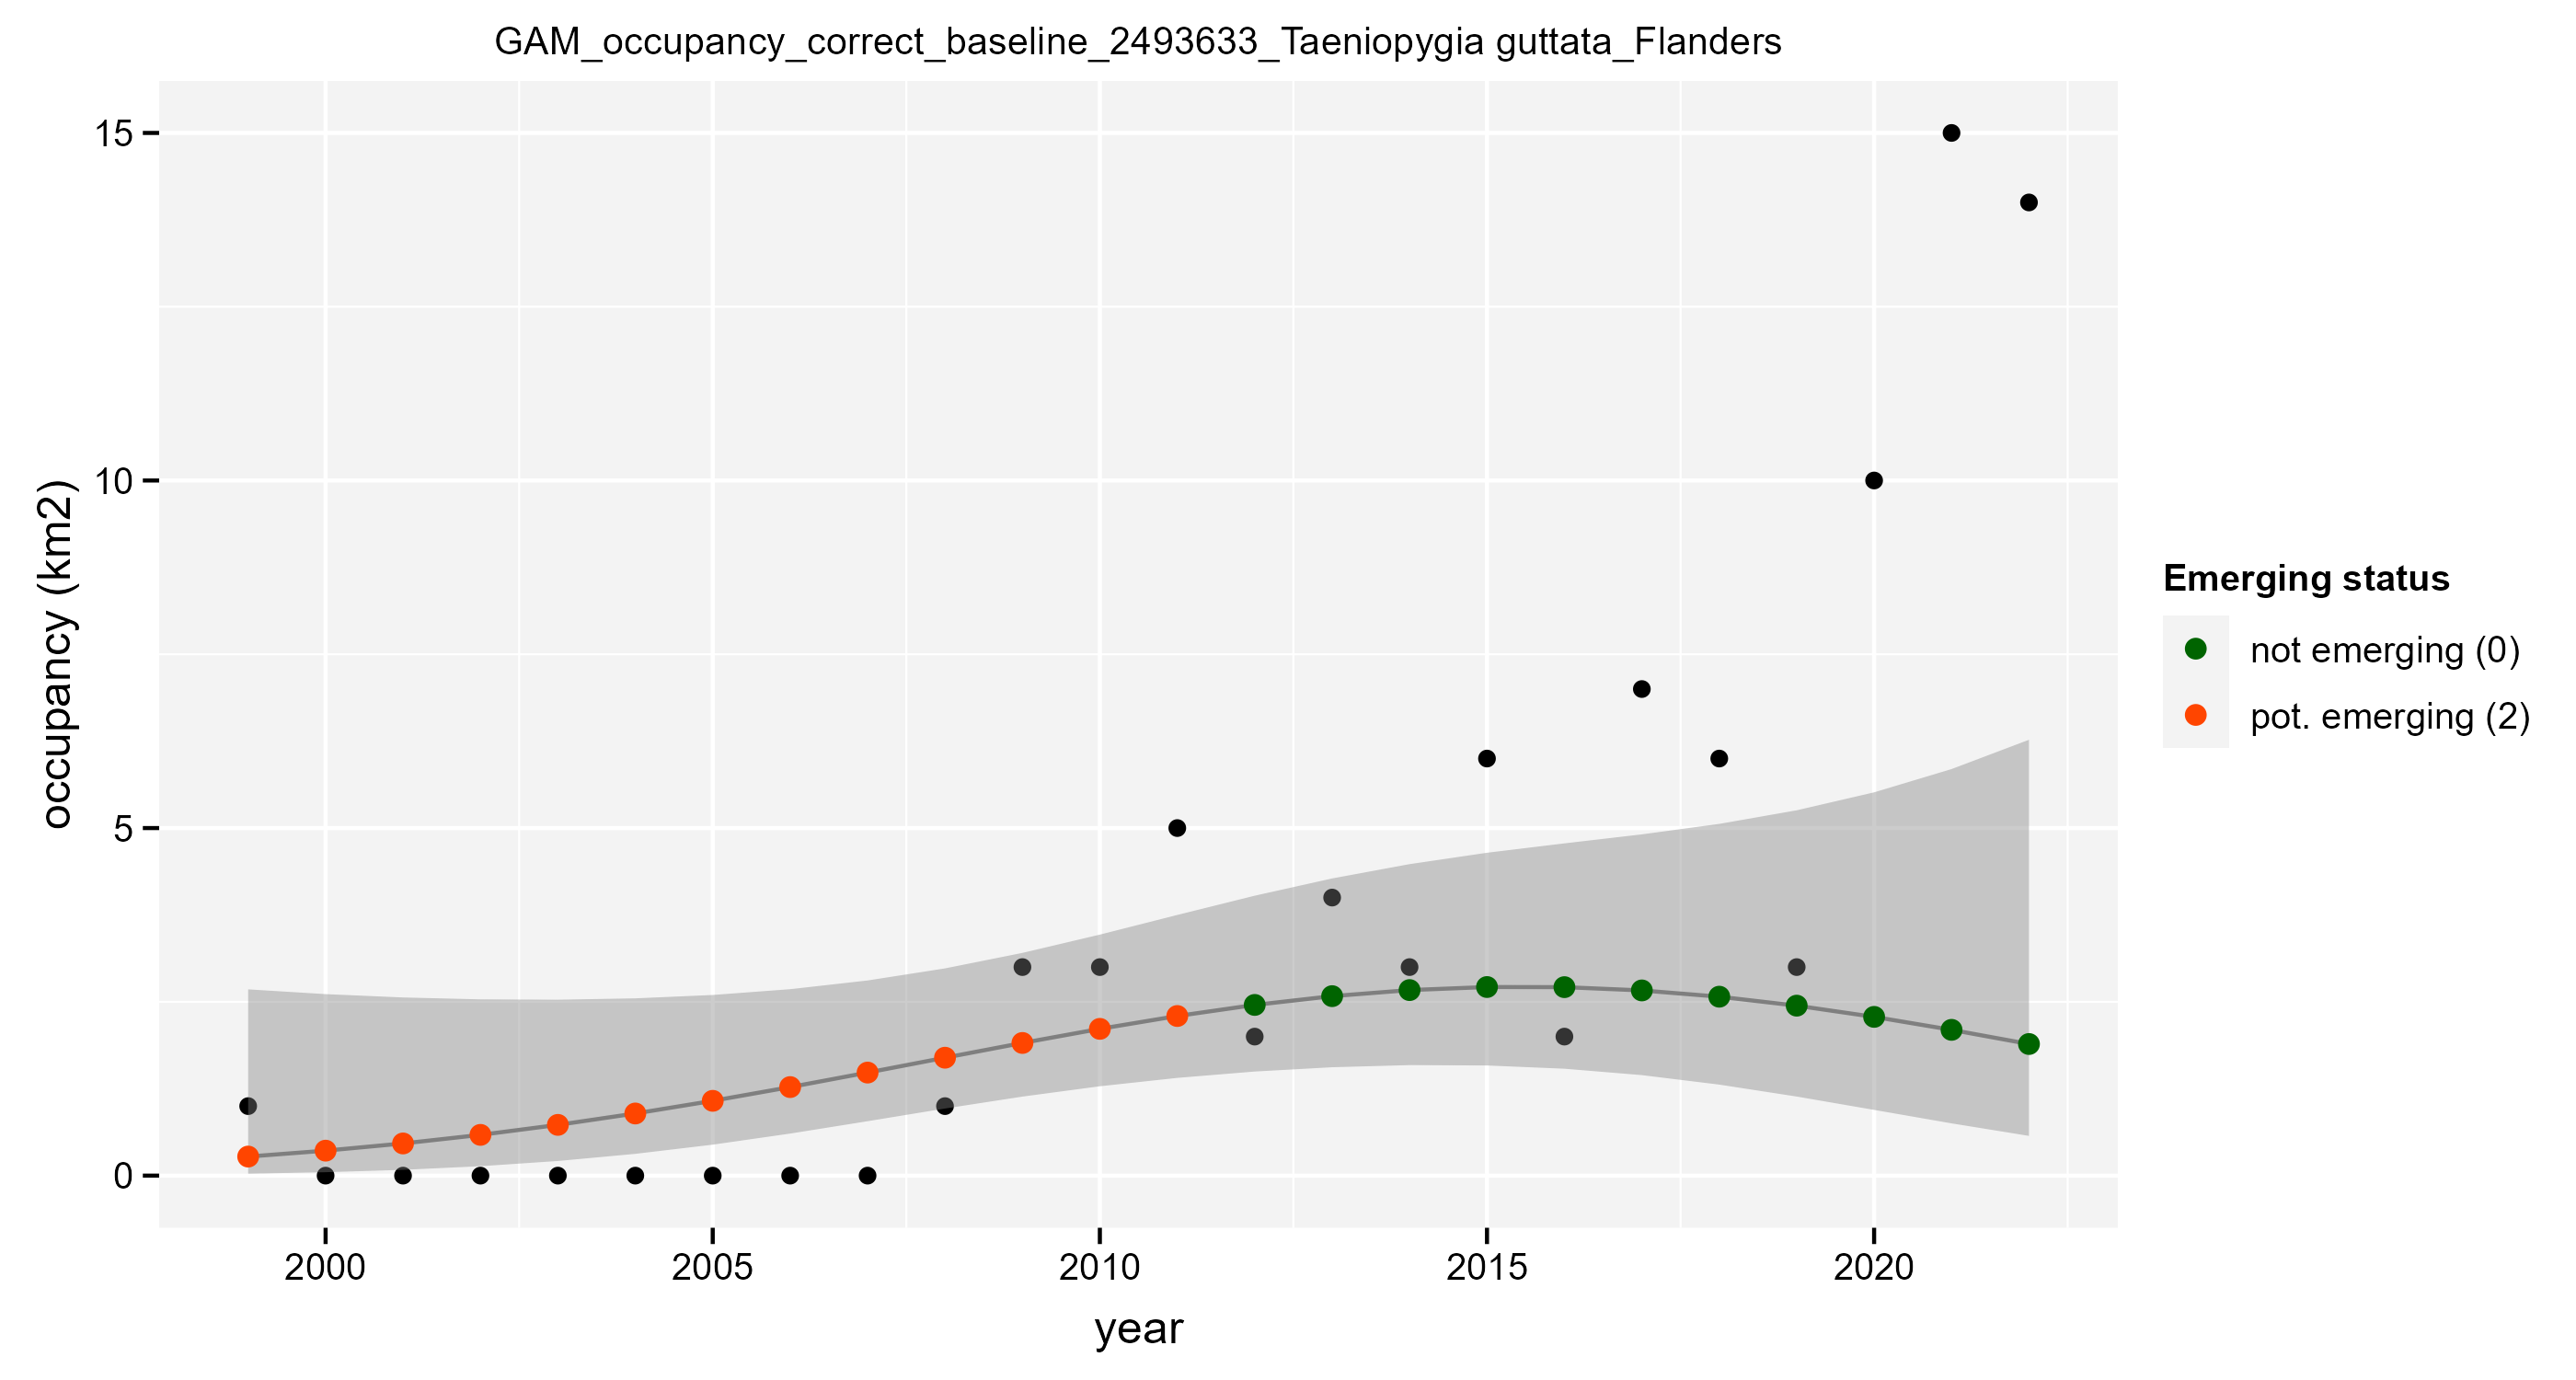 GAM_occupancy_correct_baseline_2493633_Taeniopygia guttata_Flanders
15
10
5
0
occupancy (km2)
2000
2005
2010
2015
2020
year
Emerging status
not emerging (0)
pot. emerging (2)